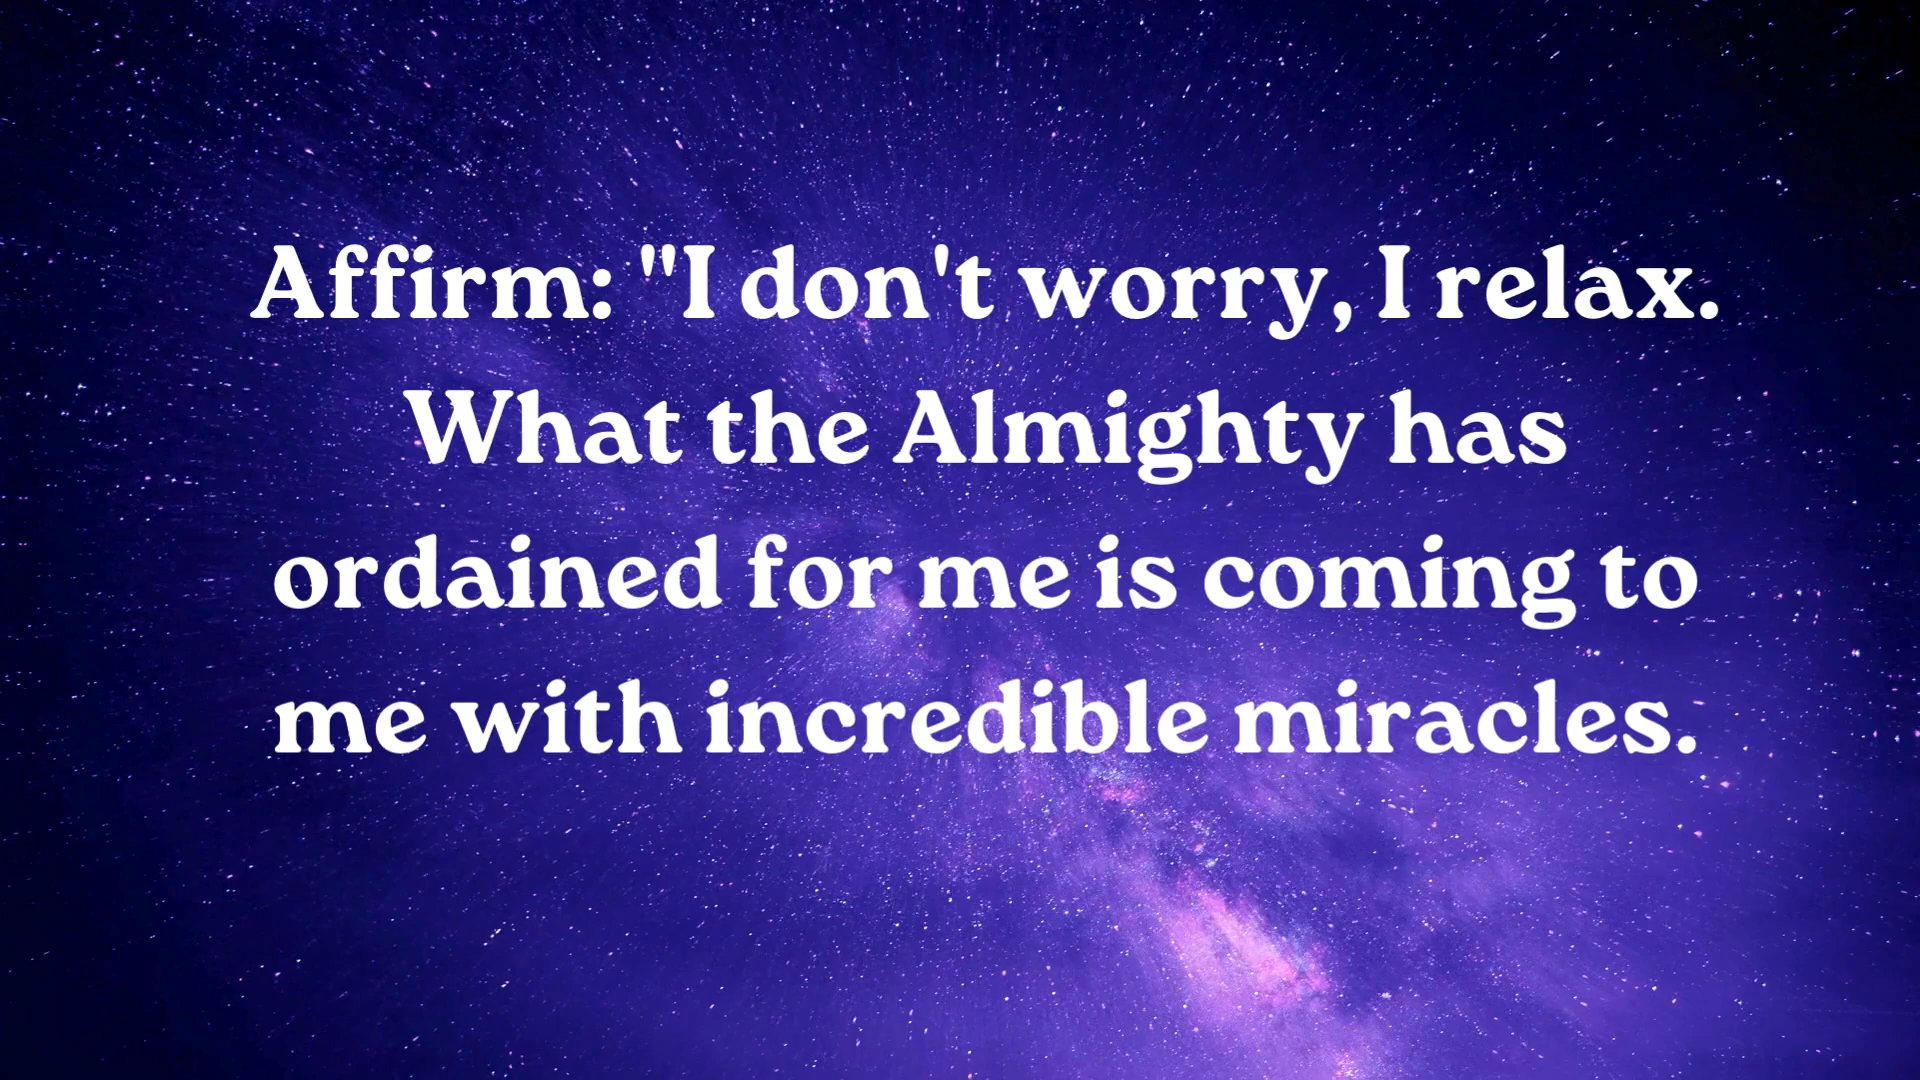 Affirm: "I don't worry, I relax.
What the Almighty has
ordained for me is coming to
me with incredible miracles.